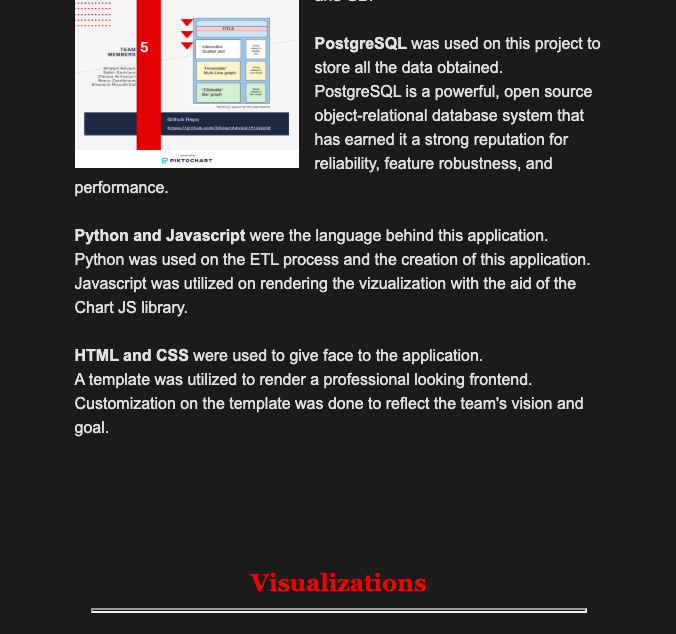 TEAM
MEMBERS
5
TITLE
Interactive
Scatter plot
"Hoverable"
Multi-Line graph
"Clickable"
Bar graph
Github Repo
PIKTOCHART
PostgreSQL was used on this project to
store all the data obtained.
PostgreSQL is a powerful, open source
object-relational database system that
has earned it a strong reputation for
reliability, feature robustness, and
performance.
Python and Javascript were the language behind this application.
Python was used on the ETL process and the creation of this application.
Javascript was utilized on rendering the vizualization with the aid of the
Chart JS library.
HTML and CSS were used to give face to the application.
A template was utilized to render a professional looking frontend.
Customization on the template was done to reflect the team's vision and
goal.
Visualizations